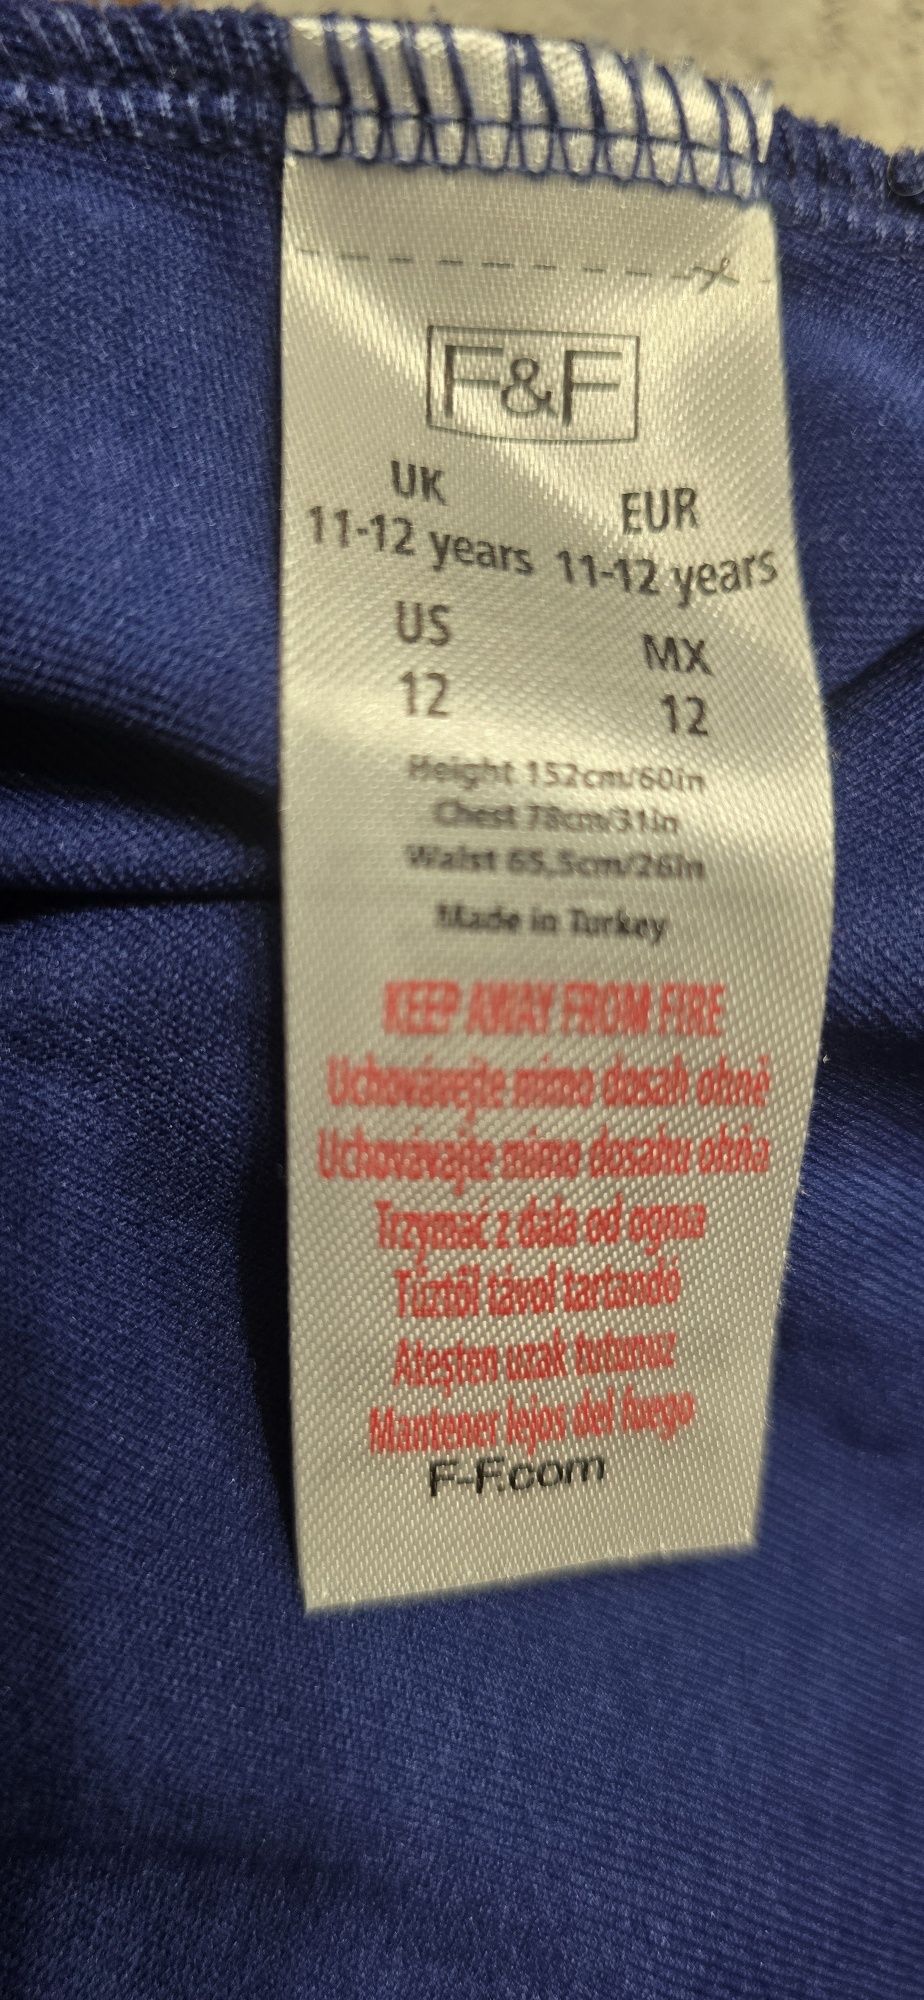 F&F
UK
11-12 years
EUR
11-12 years
US
12
MX
12
Height 152cm/60in
Chest 78cm/31in
Waist 65,5cm/26in
Made in Turkey
KEEP AWAY FROM FIRE
Uchovávejte mimo dosah ohně
Uchovávajte mimo dosahu ohňa
Trzymać z dala od ognia
Tűztől távol tartandó
Ateşten uzak tutunuz
Mantener lejos del fuego
F-F.com